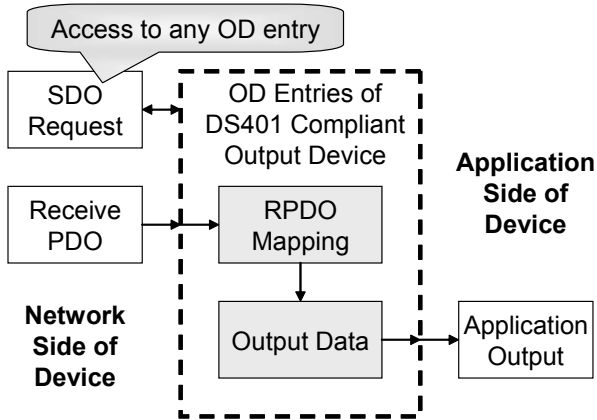 Access to any OD entry
SDO
Request
OD Entries of
DS401 Compliant
Output Device
Application
Side of
Device
Receive
PDO
RPDO
Mapping
Network
Side of
Device
Output Data
Application
Output